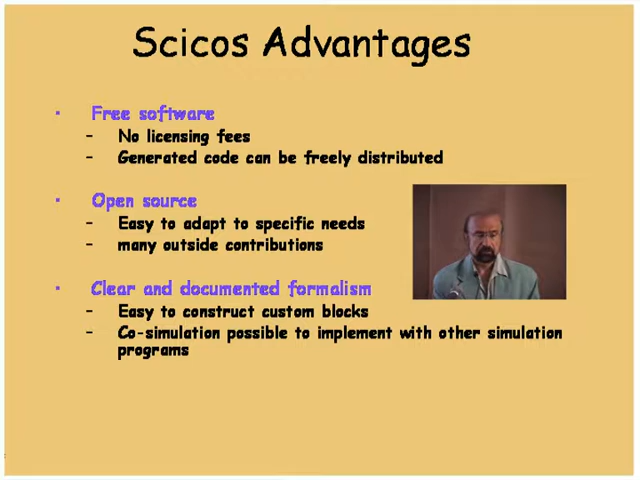 Scicos Advantages
• Free software
– No licensing fees
– Generated code can be freely distributed
• Open source
– Easy to adapt to specific needs
– many outside contributions
• Clear and documented formalism
– Easy to construct custom blocks
– Co-simulation possible to implement with other simulation
programs